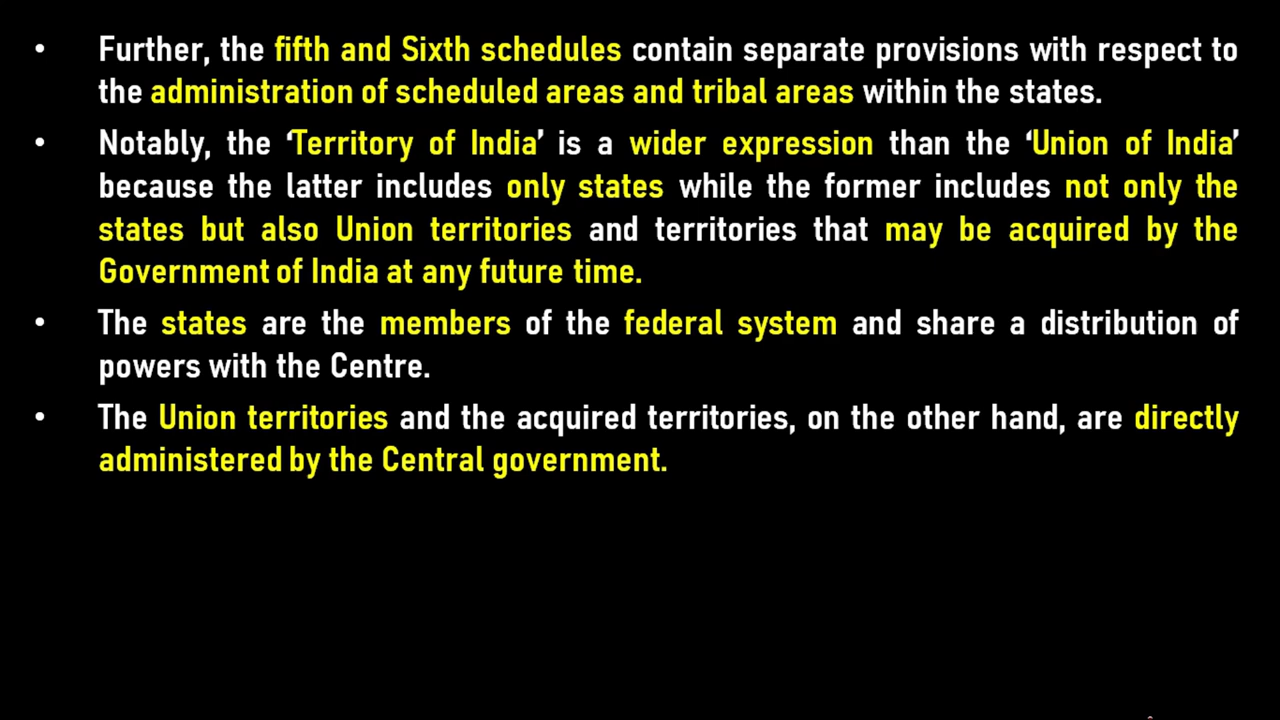 • Further, the fifth and Sixth schedules contain separate provisions with respect to
the administration of scheduled areas and tribal areas within the states.
• Notably, the ‘Territory of India’ is a wider expression than the ‘Union of India’
because the latter includes only states while the former includes not only the
states but also Union territories and territories that may be acquired by the
Government of India at any future time.
• The states are the members of the federal system and share a distribution of
powers with the Centre.
• The Union territories and the acquired territories, on the other hand, are directly
administered by the Central government.